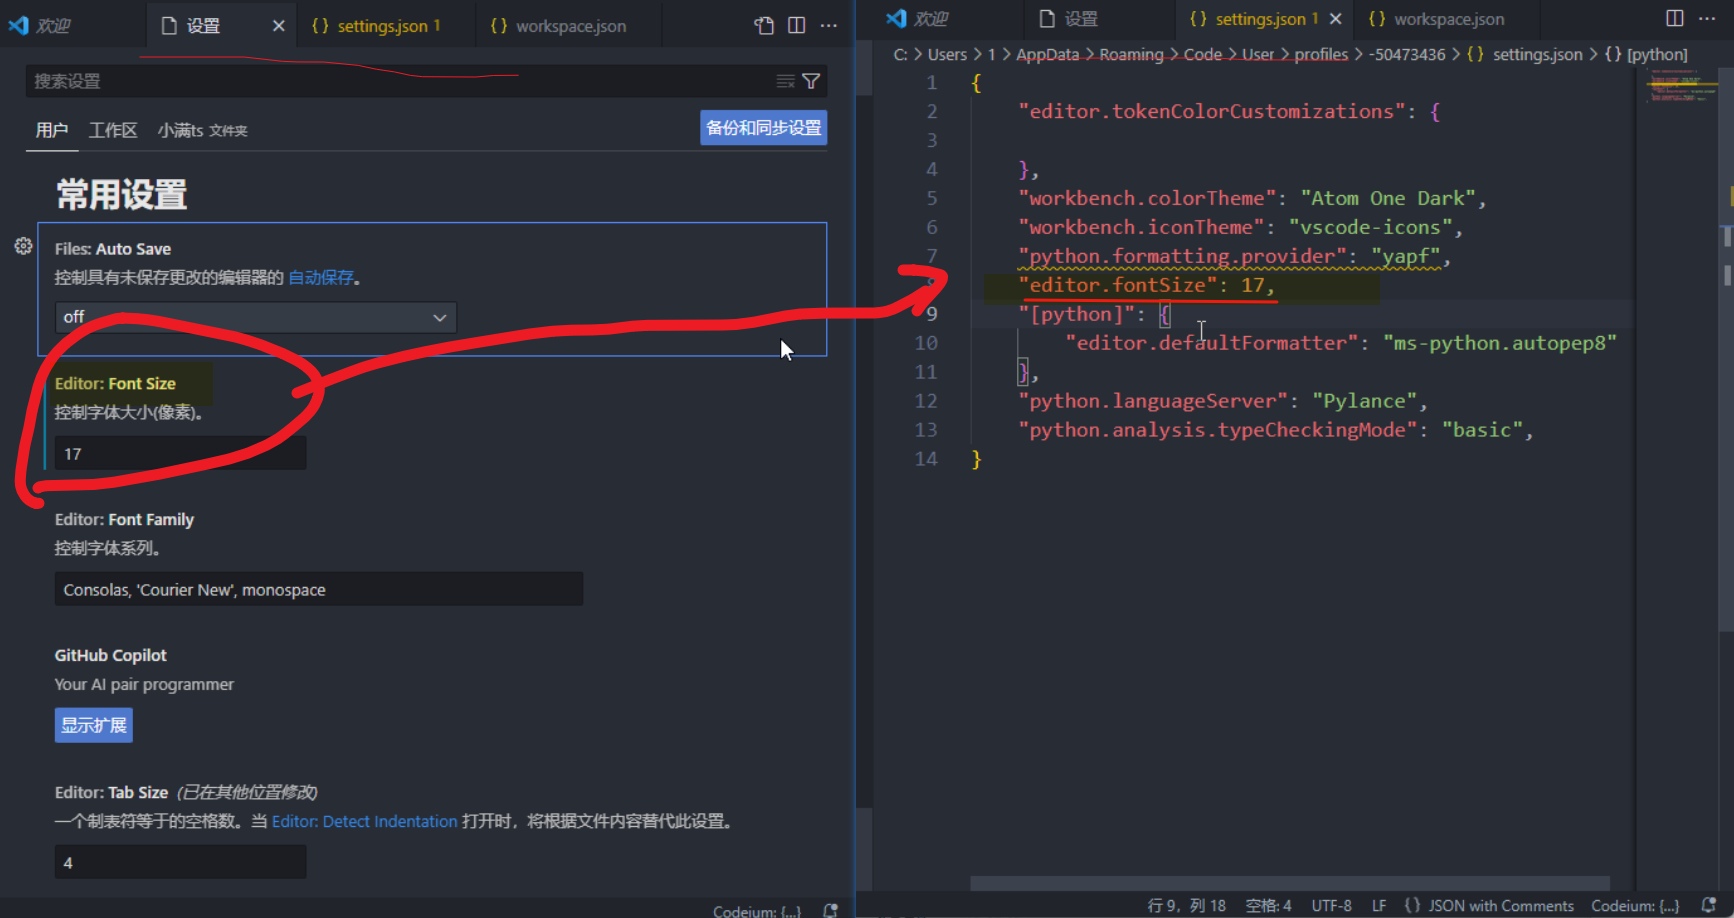 欢迎
设置
{} settings.json 1
{} workspace.json
搜索设置
用户 工作区 小满ts 文件夹
备份和同步设置
常用设置
Files: Auto Save
控制具有未保存更改的编辑器的 自动保存。
off
Editor: Font Size
控制字体大小(像素)。
17
Editor: Font Family
控制字体系列。
Consolas, 'Courier New', monospace
GitHub Copilot
Your AI pair programmer
显示扩展
Editor: Tab Size (已在其他位置修改)
一个制表符等于的空格数。当 Editor: Detect Indentation 打开时，将根据文件内容替代此设置。
4
Codeium: {...}
欢迎
设置
{} settings.json 1
{} workspace.json
C: > Users > 1 > AppData > Roaming > Code > User > profiles > -50473436 > {} settings.json > {} [python]
1 {
2 "editor.tokenColorCustomizations": {
3
4 },
5 "workbench.colorTheme": "Atom One Dark",
6 "workbench.iconTheme": "vscode-icons",
7 "python.formatting.provider": "yapf",
8 "editor.fontSize": 17,
9 "[python]": {
10 "editor.defaultFormatter": "ms-python.autopep8"
11 },
12 "python.languageServer": "Pylance",
13 "python.analysis.typeCheckingMode": "basic",
14 }
行 9，列 18 空格: 4 UTF-8 LF {} JSON with Comments Codeium: {...}